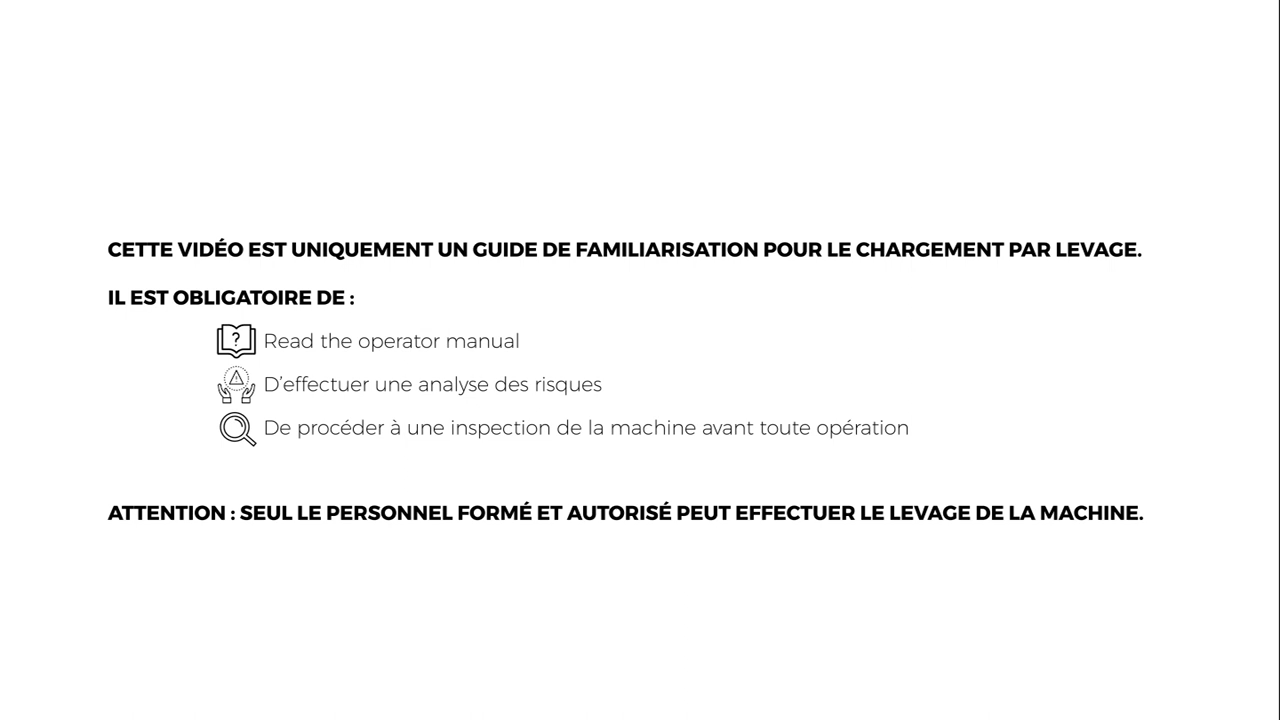 CETTE VIDÉO EST UNIQUEMENT UN GUIDE DE FAMILIARISATION POUR LE CHARGEMENT PAR LEVAGE.
IL EST OBLIGATOIRE DE :
Read the operator manual
D’effectuer une analyse des risques
De procéder à une inspection de la machine avant toute opération
ATTENTION : SEUL LE PERSONNEL FORMÉ ET AUTORISÉ PEUT EFFECTUER LE LEVAGE DE LA MACHINE.